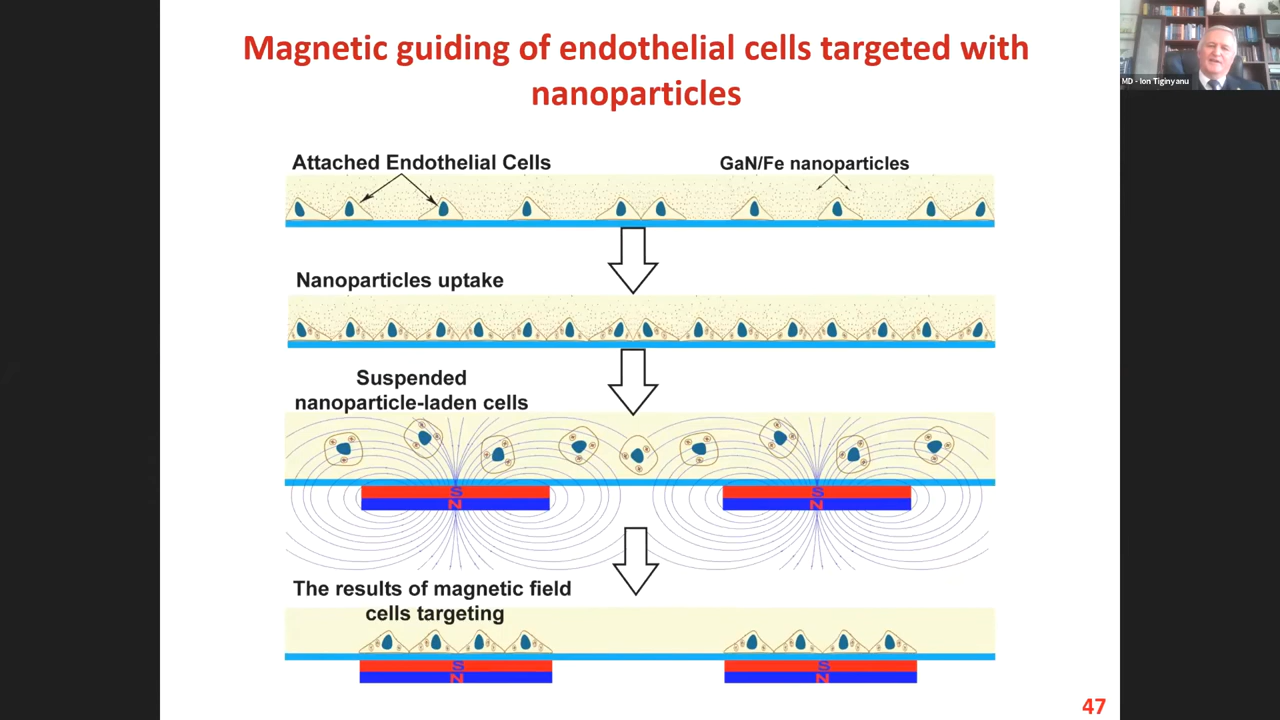 Magnetic guiding of endothelial cells targeted with
nanoparticles
MD - Ion Tiginyanu
Attached Endothelial Cells
GaN/Fe nanoparticles
Nanoparticles uptake
Suspended
nanoparticle-laden cells
S
N
S
N
The results of magnetic field
cells targeting
S
N
S
N
47